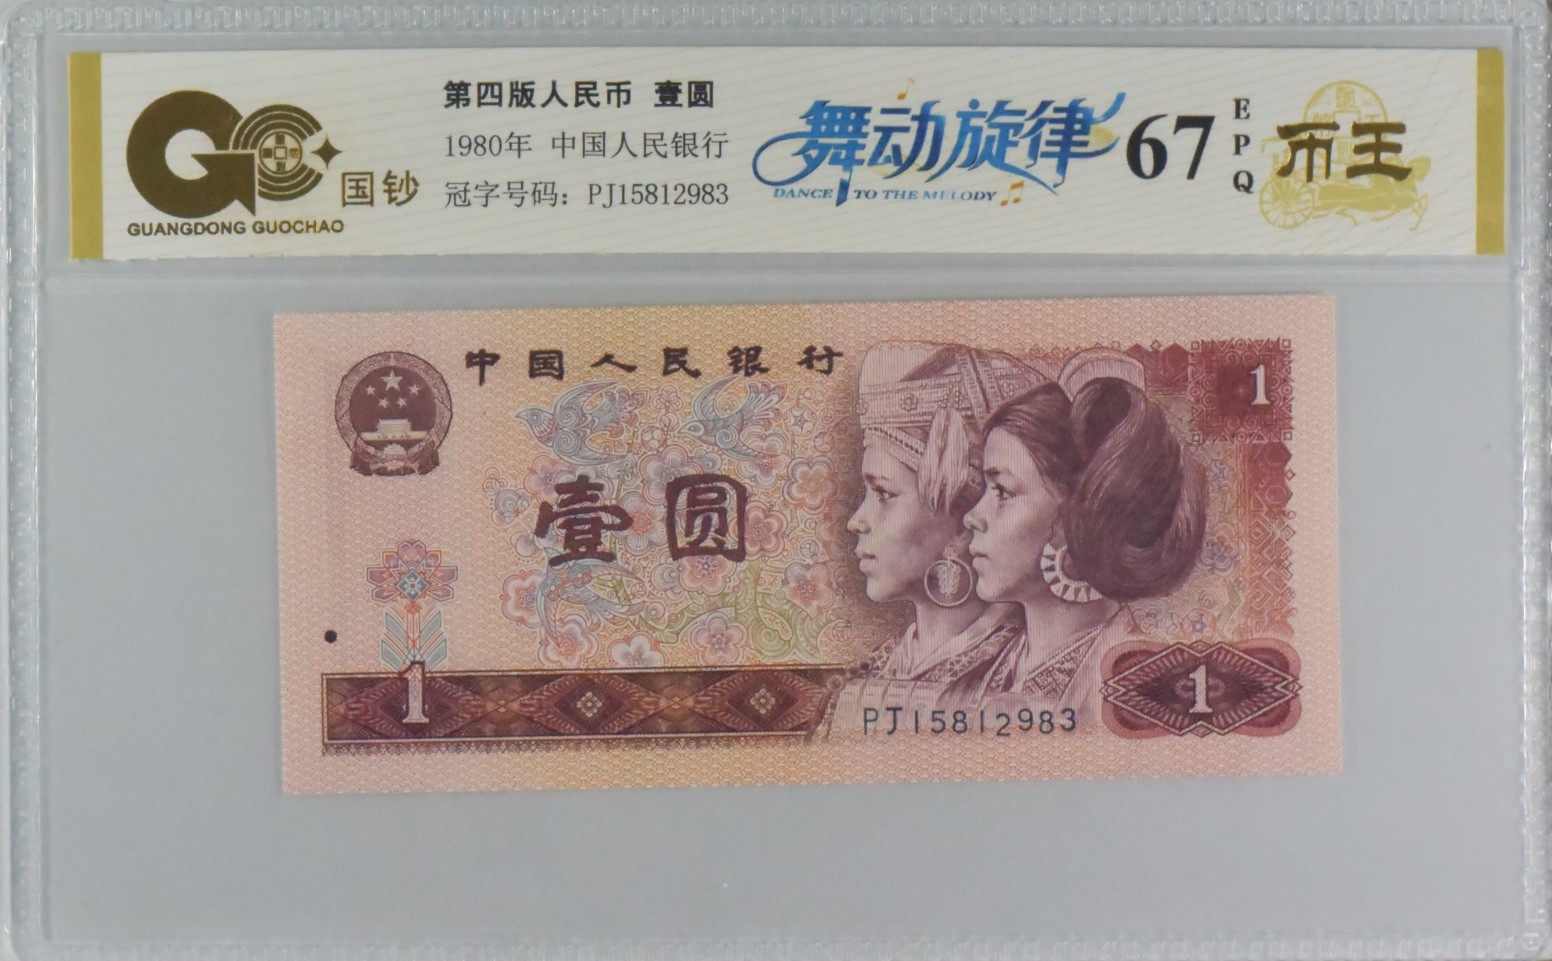 GC 国钞
GUANGDONG GUOCHAO
第四版人民币 壹圆
1980年 中国人民银行
冠字号码：PJ15812983
舞动旋律
DANCE TO THE MELODY
67
EPQ
币王
中国人民银行
1
壹圆
1
PJ15812983
1